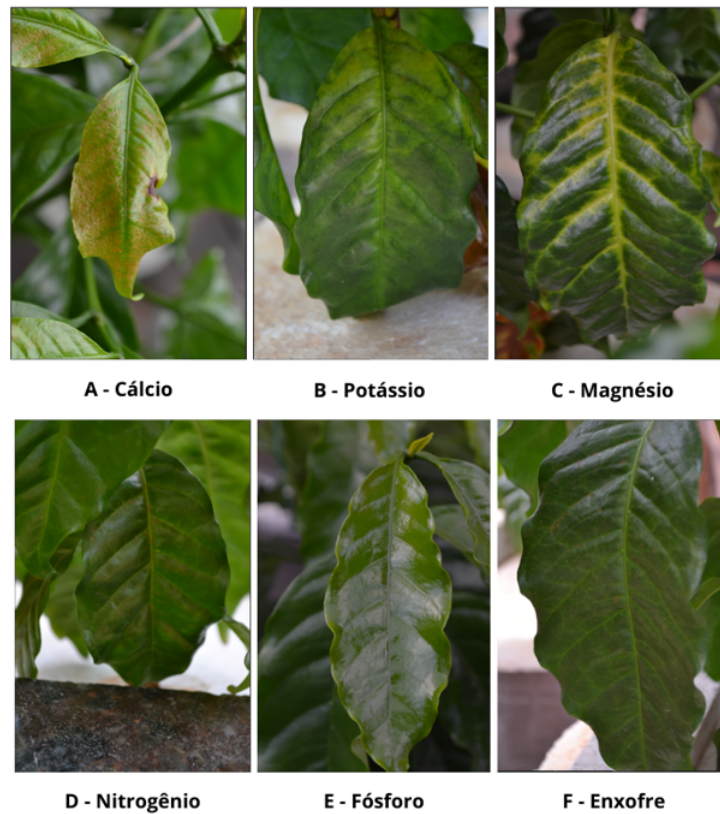 A - Cálcio
B - Potássio
C - Magnésio
D - Nitrogênio
E - Fósforo
F - Enxofre